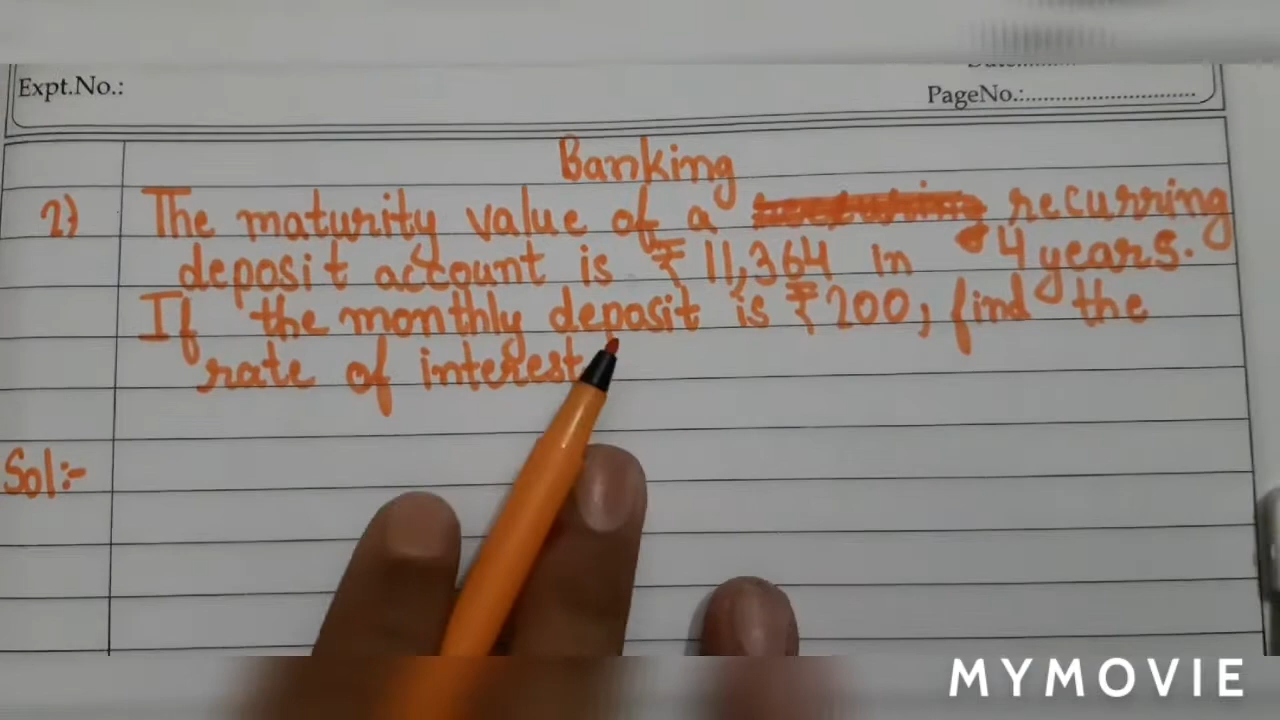 Expt.No.:
PageNo.:
Banking
2) The maturity value of a recurring
deposit account is ₹ 11,364 in 4 years.
If the monthly deposit is ₹ 200, find the
rate of interest
Sol:-
MYMOVIE